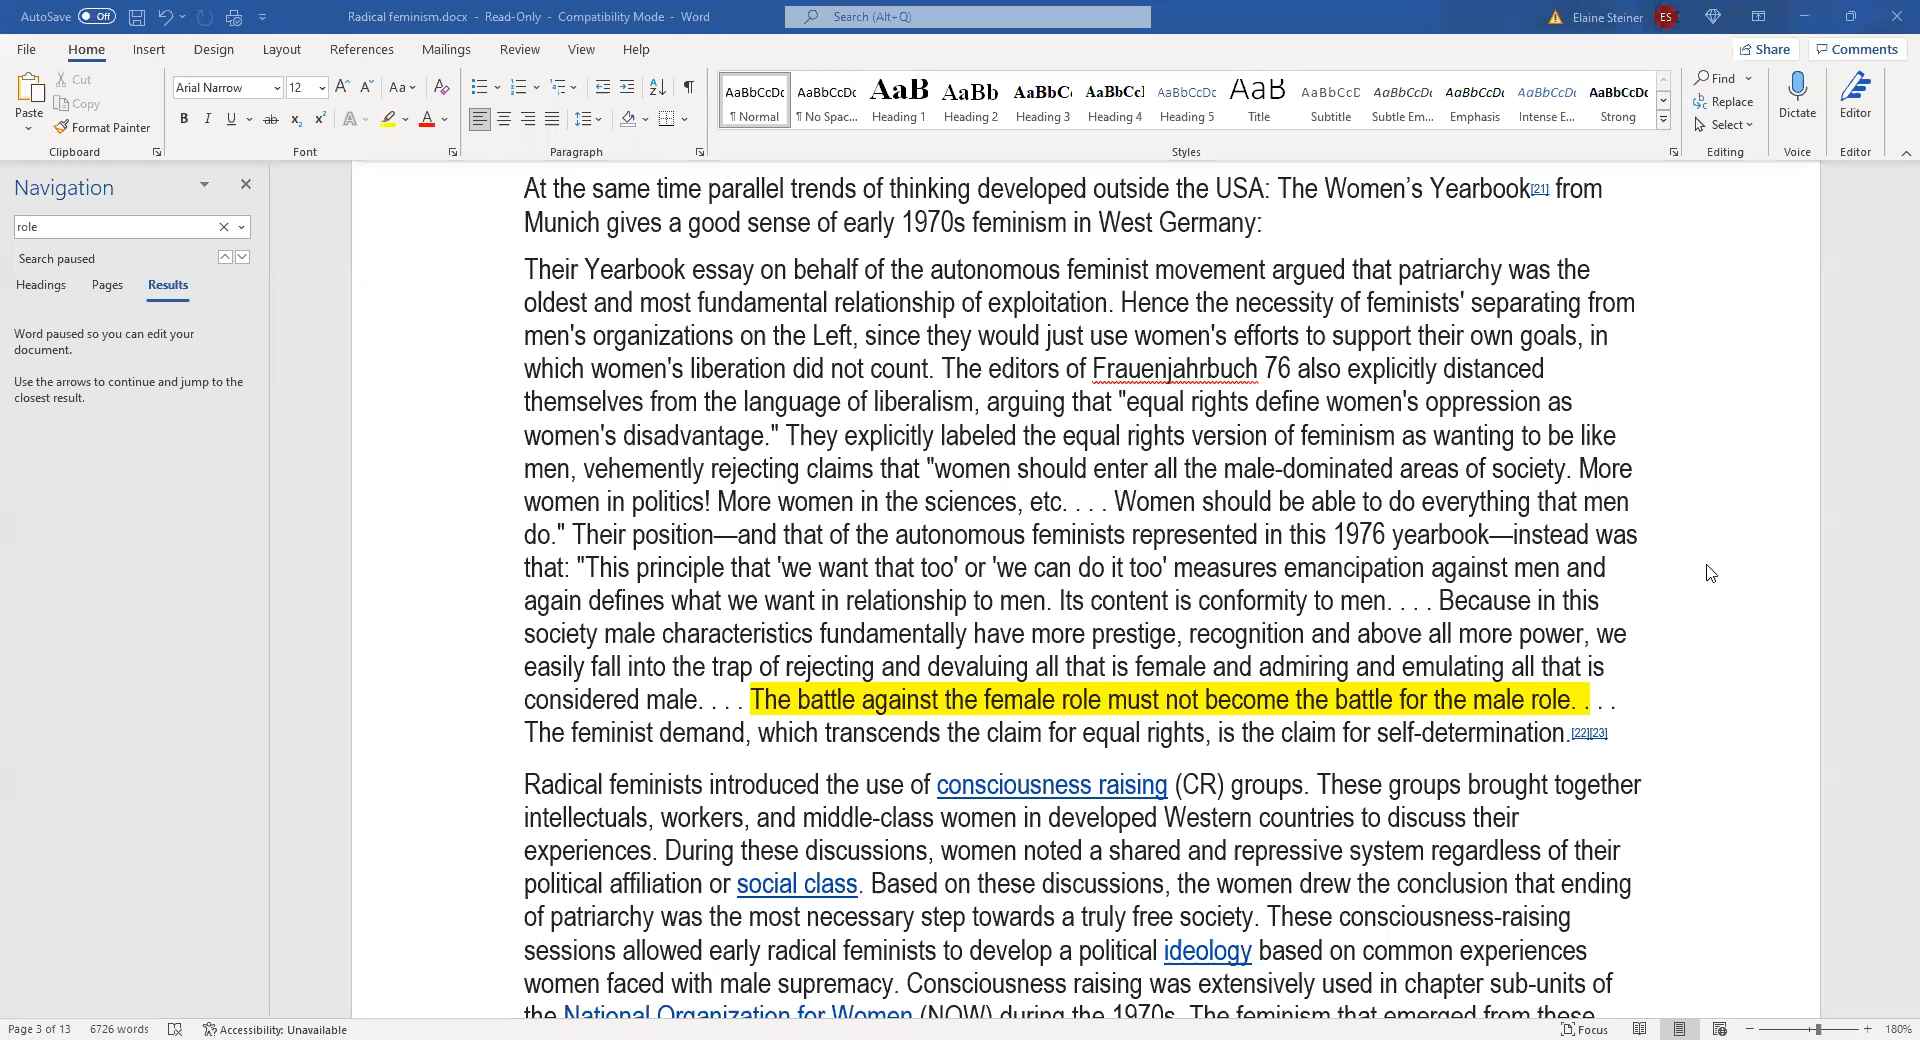 AutoSave Off Radical feminism.docx - Read-Only - Compatibility Mode - Word Search (Alt+Q) Elaine Steiner ES
File Home Insert Design Layout References Mailings Review View Help Share Comments
Paste Cut Copy Format Painter Clipboard
Arial Narrow 12 Aa Font
Paragraph
AaBbCcDc ¶ Normal
AaBbCcDc ¶ No Spac...
AaB Heading 1
AaBb Heading 2
AaBbC Heading 3
AaBbCcI Heading 4
AaBbCcDc Heading 5
AaB Title
AaBbCcD Subtitle
AaBbCcDc Subtle Em...
AaBbCcDc Emphasis
AaBbCcDc Intense E...
AaBbCcDc Strong
Styles
Find Replace Select Editing
Dictate Voice
Editor Editor
Navigation
role
Search paused
Headings Pages Results
Word paused so you can edit your
document.
Use the arrows to continue and jump to the
closest result.
At the same time parallel trends of thinking developed outside the USA: The Women’s Yearbook[21] from
Munich gives a good sense of early 1970s feminism in West Germany:
Their Yearbook essay on behalf of the autonomous feminist movement argued that patriarchy was the
oldest and most fundamental relationship of exploitation. Hence the necessity of feminists' separating from
men's organizations on the Left, since they would just use women's efforts to support their own goals, in
which women's liberation did not count. The editors of Frauenjahrbuch 76 also explicitly distanced
themselves from the language of liberalism, arguing that "equal rights define women's oppression as
women's disadvantage." They explicitly labeled the equal rights version of feminism as wanting to be like
men, vehemently rejecting claims that "women should enter all the male-dominated areas of society. More
women in politics! More women in the sciences, etc. . . . Women should be able to do everything that men
do." Their position—and that of the autonomous feminists represented in this 1976 yearbook—instead was
that: "This principle that 'we want that too' or 'we can do it too' measures emancipation against men and
again defines what we want in relationship to men. Its content is conformity to men. . . . Because in this
society male characteristics fundamentally have more prestige, recognition and above all more power, we
easily fall into the trap of rejecting and devaluing all that is female and admiring and emulating all that is
considered male. . . . The battle against the female role must not become the battle for the male role. . . .
The feminist demand, which transcends the claim for equal rights, is the claim for self-determination.[22][23]
Radical feminists introduced the use of consciousness raising (CR) groups. These groups brought together
intellectuals, workers, and middle-class women in developed Western countries to discuss their
experiences. During these discussions, women noted a shared and repressive system regardless of their
political affiliation or social class. Based on these discussions, the women drew the conclusion that ending
of patriarchy was the most necessary step towards a truly free society. These consciousness-raising
sessions allowed early radical feminists to develop a political ideology based on common experiences
women faced with male supremacy. Consciousness raising was extensively used in chapter sub-units of
the National Organization for Women (NOW) during the 1970s. The feminism that emerged from these
Page 3 of 13 6726 words Accessibility: Unavailable Focus 180%